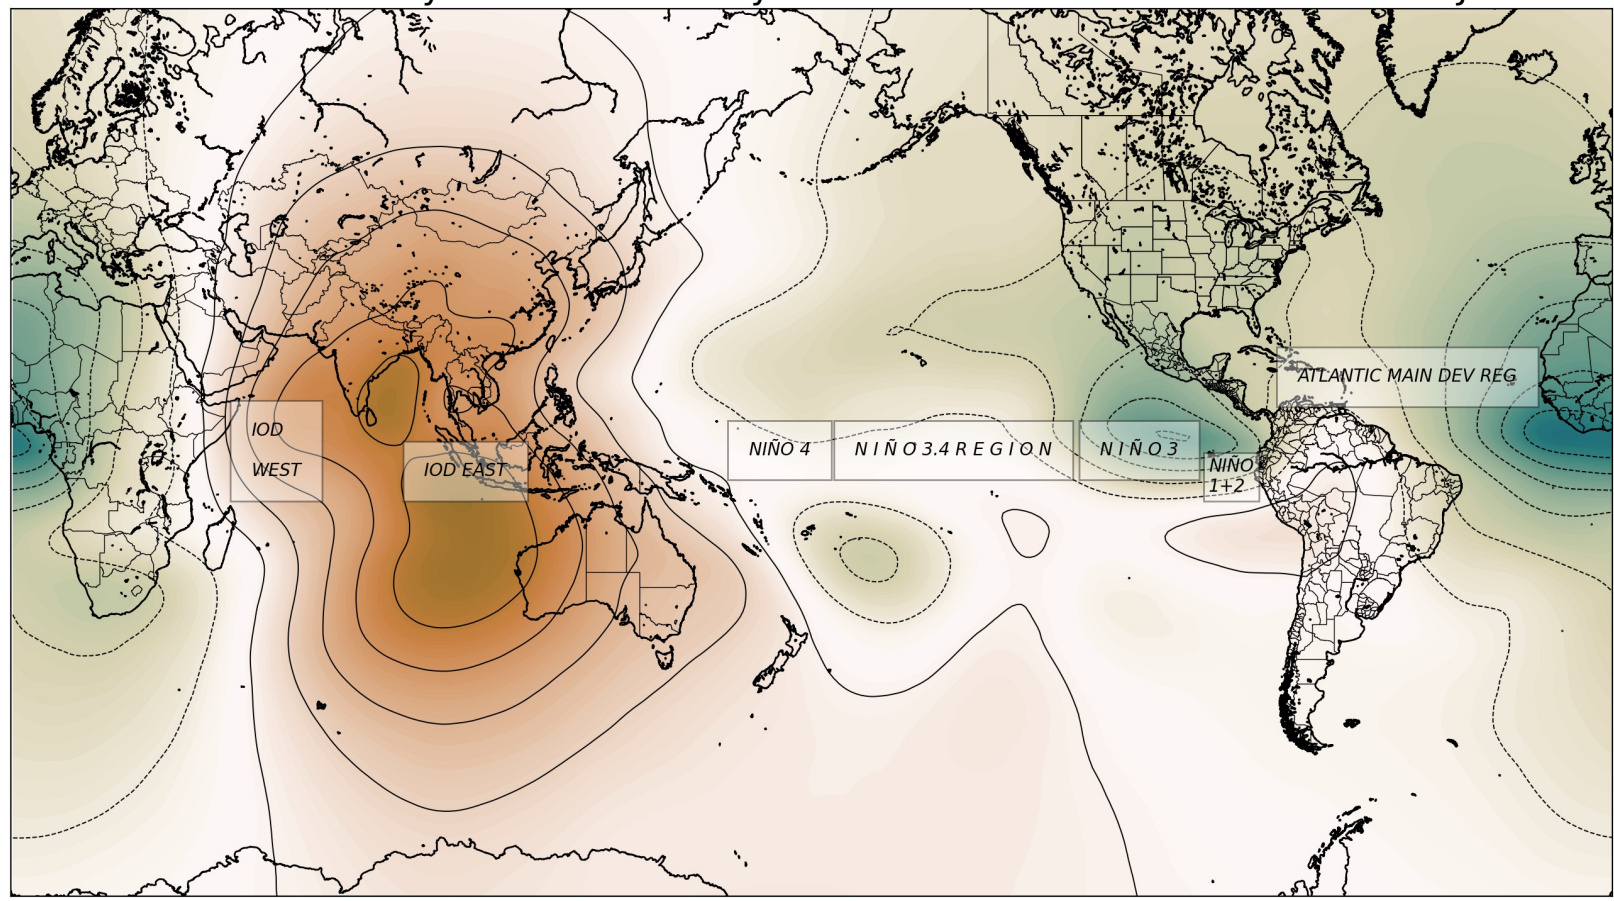 ATLANTIC MAIN DEV REG
IOD
WEST
IOD EAST
NIÑO 4
N I Ñ O 3.4 R E G I O N
N I Ñ O 3
NIÑO
1+2